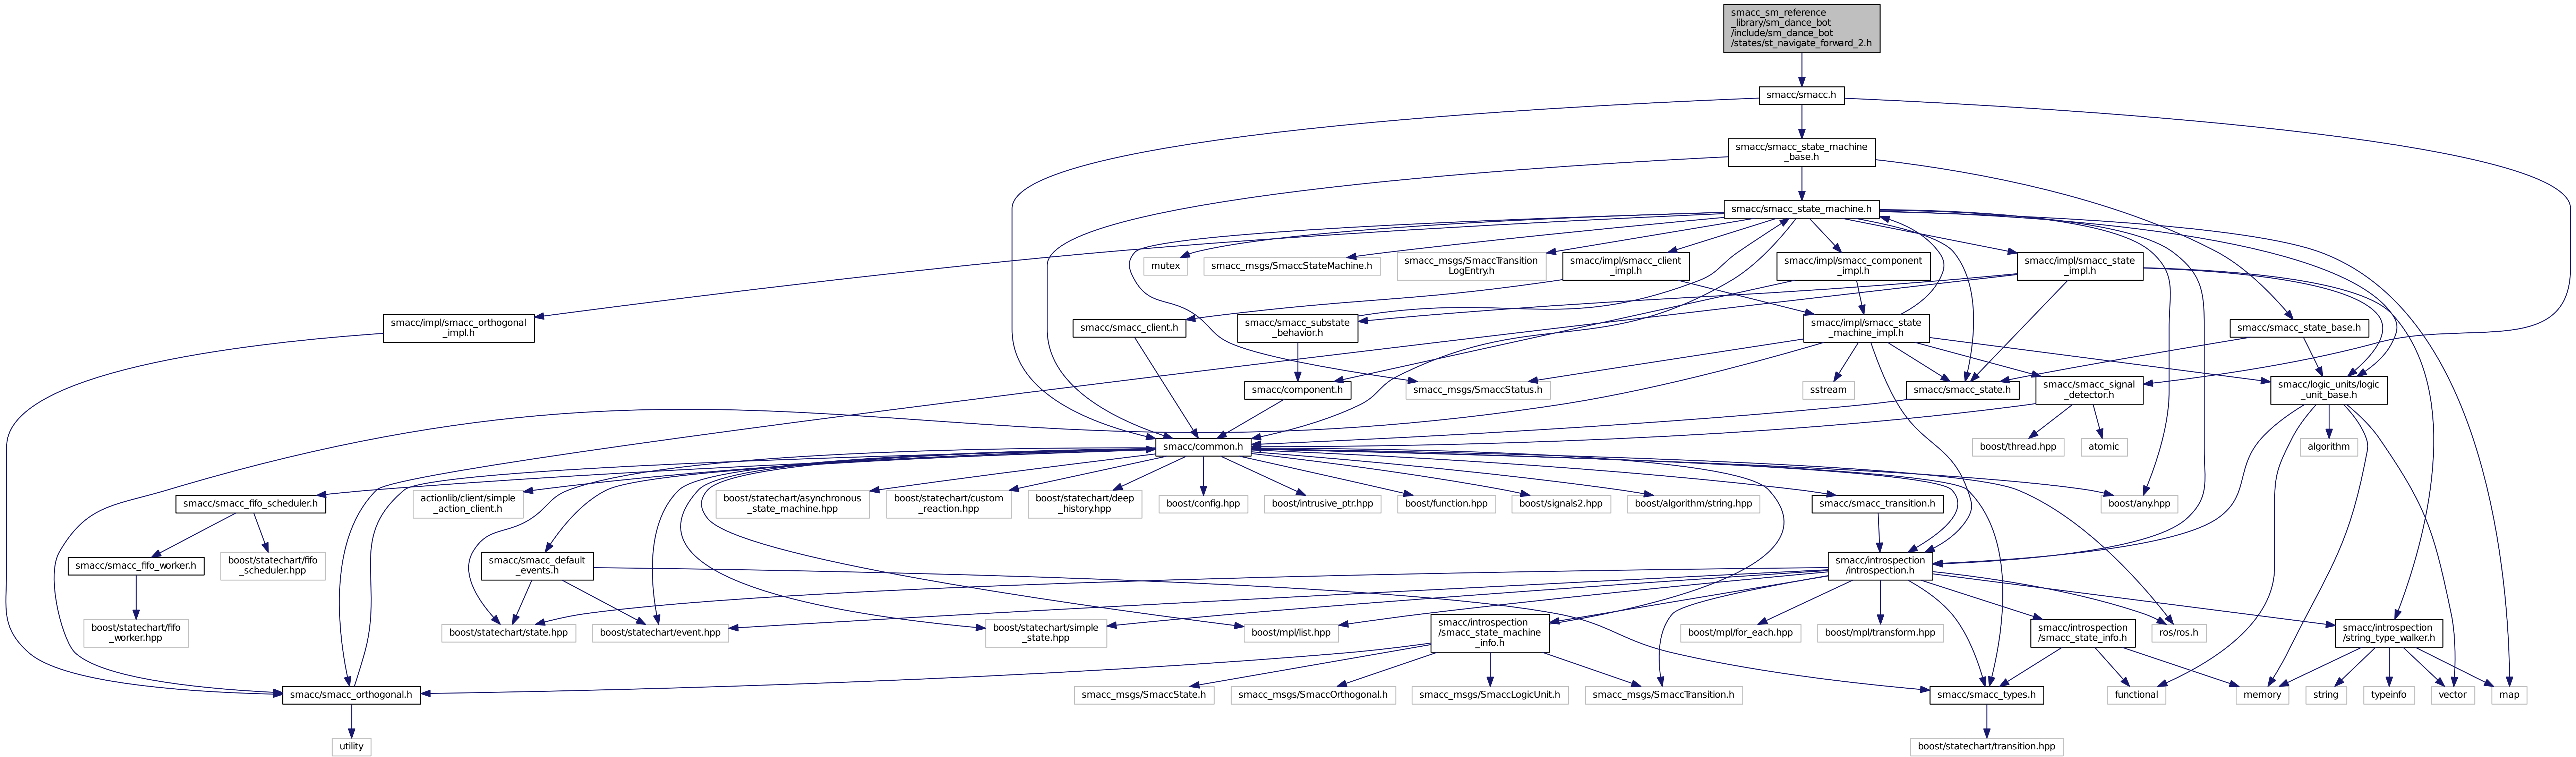 smacc_sm_reference
_library/sm_dance_bot
/include/sm_dance_bot
/states/st_navigate_forward_2.h
smacc/smacc.h
smacc/smacc_state_machine
_base.h
smacc/smacc_state_machine.h
mutex
smacc_msgs/SmaccStateMachine.h
smacc_msgs/SmaccTransition
LogEntry.h
smacc/impl/smacc_client
_impl.h
smacc/impl/smacc_component
_impl.h
smacc/impl/smacc_state
_impl.h
smacc/impl/smacc_orthogonal
_impl.h
smacc/smacc_client.h
smacc/smacc_substate
_behavior.h
smacc/impl/smacc_state
_machine_impl.h
smacc/smacc_state_base.h
smacc/component.h
smacc_msgs/SmaccStatus.h
sstream
smacc/smacc_state.h
smacc/smacc_signal
_detector.h
smacc/logic_units/logic
_unit_base.h
smacc/common.h
boost/thread.hpp
atomic
algorithm
smacc/smacc_fifo_scheduler.h
actionlib/client/simple
_action_client.h
boost/statechart/asynchronous
_state_machine.hpp
boost/statechart/custom
_reaction.hpp
boost/statechart/deep
_history.hpp
boost/config.hpp
boost/intrusive_ptr.hpp
boost/function.hpp
boost/signals2.hpp
boost/algorithm/string.hpp
smacc/smacc_transition.h
boost/any.hpp
smacc/smacc_fifo_worker.h
boost/statechart/fifo
_scheduler.hpp
smacc/smacc_default
_events.h
smacc/introspection
/introspection.h
boost/statechart/fifo
_worker.hpp
boost/statechart/state.hpp
boost/statechart/event.hpp
boost/statechart/simple
_state.hpp
boost/mpl/list.hpp
smacc/introspection
/smacc_state_machine
_info.h
boost/mpl/for_each.hpp
boost/mpl/transform.hpp
smacc/introspection
/smacc_state_info.h
ros/ros.h
smacc/introspection
/string_type_walker.h
smacc/smacc_orthogonal.h
smacc_msgs/SmaccState.h
smacc_msgs/SmaccOrthogonal.h
smacc_msgs/SmaccLogicUnit.h
smacc_msgs/SmaccTransition.h
smacc/smacc_types.h
functional
memory
string
typeinfo
vector
map
utility
boost/statechart/transition.hpp